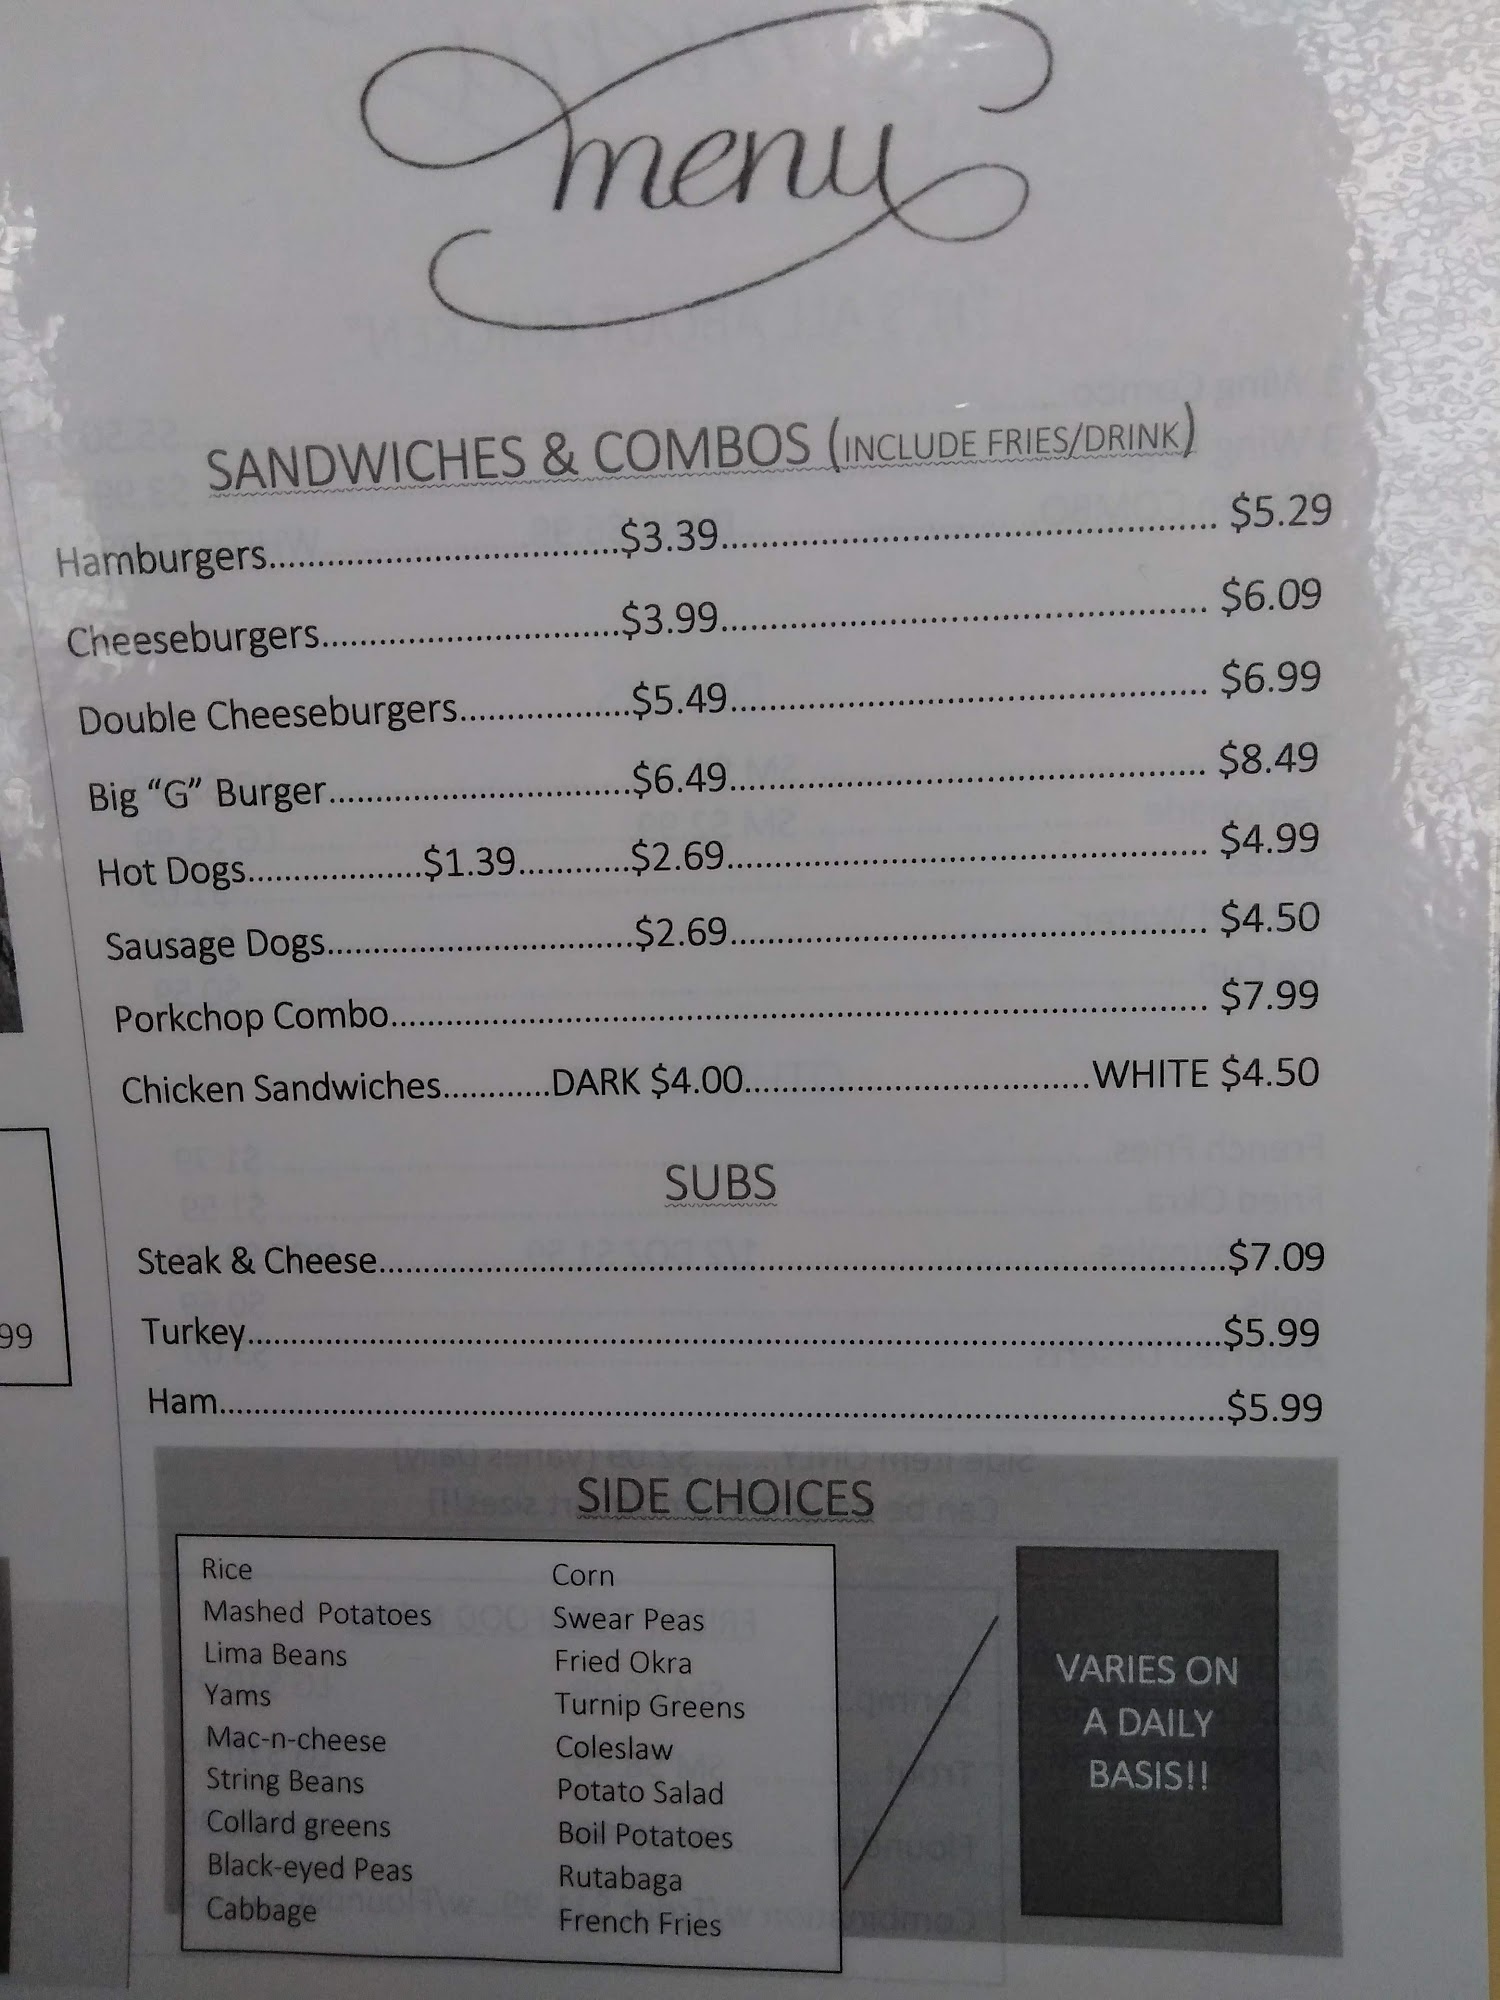 menu
SANDWICHES & COMBOS (INCLUDE FRIES/DRINK)
Hamburgers..........$3.39.......... $5.29
Cheeseburgers..........$3.99.......... $6.09
Double Cheeseburgers..........$5.49.......... $6.99
Big “G” Burger..........$6.49.......... $8.49
Hot Dogs..........$1.39..........$2.69.......... $4.99
Sausage Dogs..........$2.69.......... $4.50
Porkchop Combo.......... $7.99
Chicken Sandwiches..........DARK $4.00..........WHITE $4.50
SUBS
Steak & Cheese..........$7.09
Turkey..........$5.99
Ham..........$5.99
99
SIDE CHOICES
Rice
Mashed Potatoes
Lima Beans
Yams
Mac-n-cheese
String Beans
Collard greens
Black-eyed Peas
Cabbage
Corn
Swear Peas
Fried Okra
Turnip Greens
Coleslaw
Potato Salad
Boil Potatoes
Rutabaga
French Fries
VARIES ON
A DAILY
BASIS!!